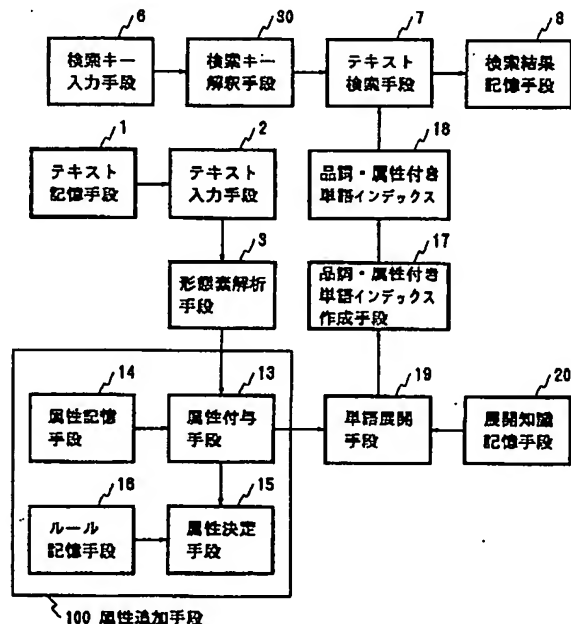 6
検索キー
入力手段
30
検索キー
解釈手段
7
テキスト
検索手段
8
検索結果
記憶手段
1
テキスト
記憶手段
2
テキスト
入力手段
18
品詞・属性付き
単語インデックス
3
形態素解析
手段
17
品詞・属性付き
単語インデックス
作成手段
14
属性記憶
手段
13
属性付与
手段
19
単語展開
手段
20
展開知識
記憶手段
16
ルール
記憶手段
15
属性決定
手段
100 属性追加手段